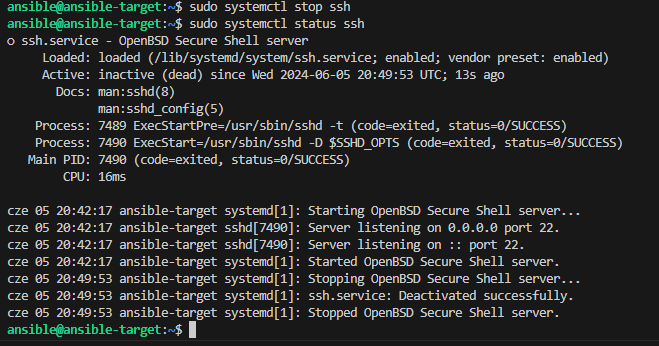 ansible@ansible-target:~$ sudo systemctl stop ssh
ansible@ansible-target:~$ sudo systemctl status ssh
○ ssh.service - OpenBSD Secure Shell server
     Loaded: loaded (/lib/systemd/system/ssh.service; enabled; vendor preset: enabled)
     Active: inactive (dead) since Wed 2024-06-05 20:49:53 UTC; 13s ago
       Docs: man:sshd(8)
             man:sshd_config(5)
    Process: 7489 ExecStartPre=/usr/sbin/sshd -t (code=exited, status=0/SUCCESS)
    Process: 7490 ExecStart=/usr/sbin/sshd -D $SSHD_OPTS (code=exited, status=0/SUCCESS)
   Main PID: 7490 (code=exited, status=0/SUCCESS)
        CPU: 16ms

cze 05 20:42:17 ansible-target systemd[1]: Starting OpenBSD Secure Shell server...
cze 05 20:42:17 ansible-target sshd[7490]: Server listening on 0.0.0.0 port 22.
cze 05 20:42:17 ansible-target sshd[7490]: Server listening on :: port 22.
cze 05 20:42:17 ansible-target systemd[1]: Started OpenBSD Secure Shell server.
cze 05 20:49:53 ansible-target systemd[1]: Stopping OpenBSD Secure Shell server...
cze 05 20:49:53 ansible-target systemd[1]: ssh.service: Deactivated successfully.
cze 05 20:49:53 ansible-target systemd[1]: Stopped OpenBSD Secure Shell server.
ansible@ansible-target:~$